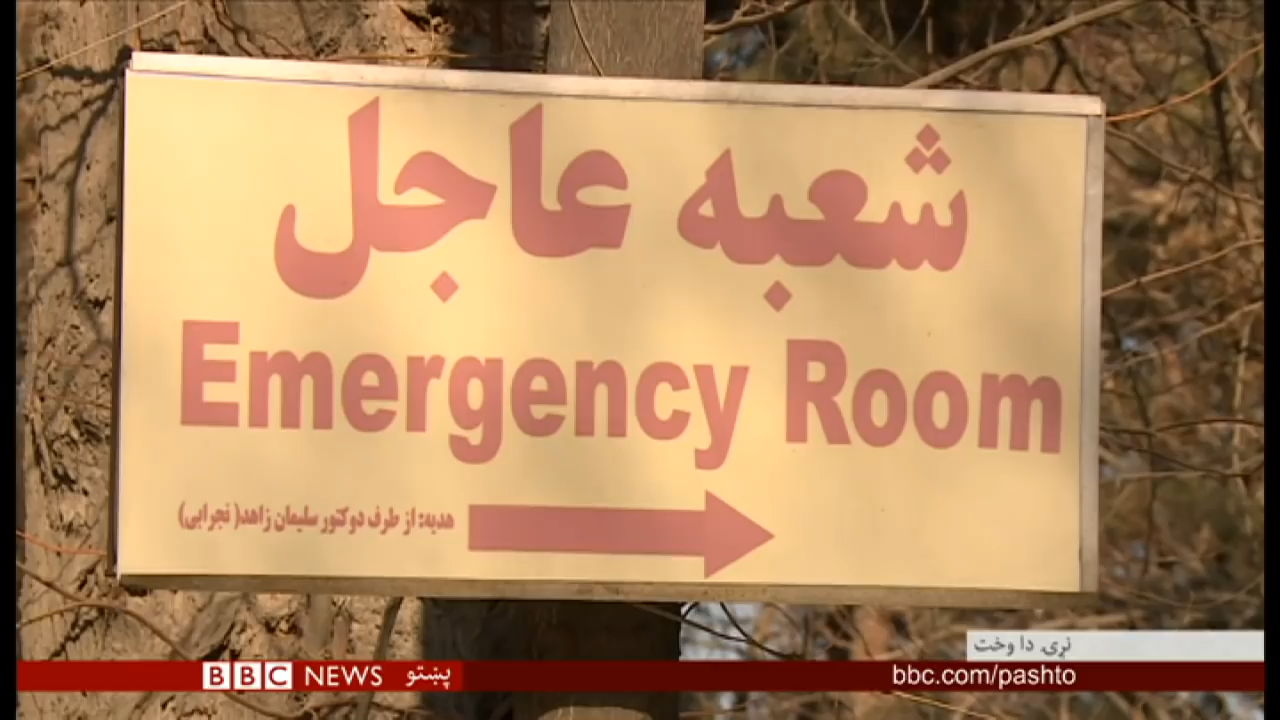 شعبه عاجل
Emergency Room
هدیه: از طرف دوکتور سلیمان زاهد( نجرابی)
نړۍ دا وخت
BBC NEWS پښتو
bbc.com/pashto